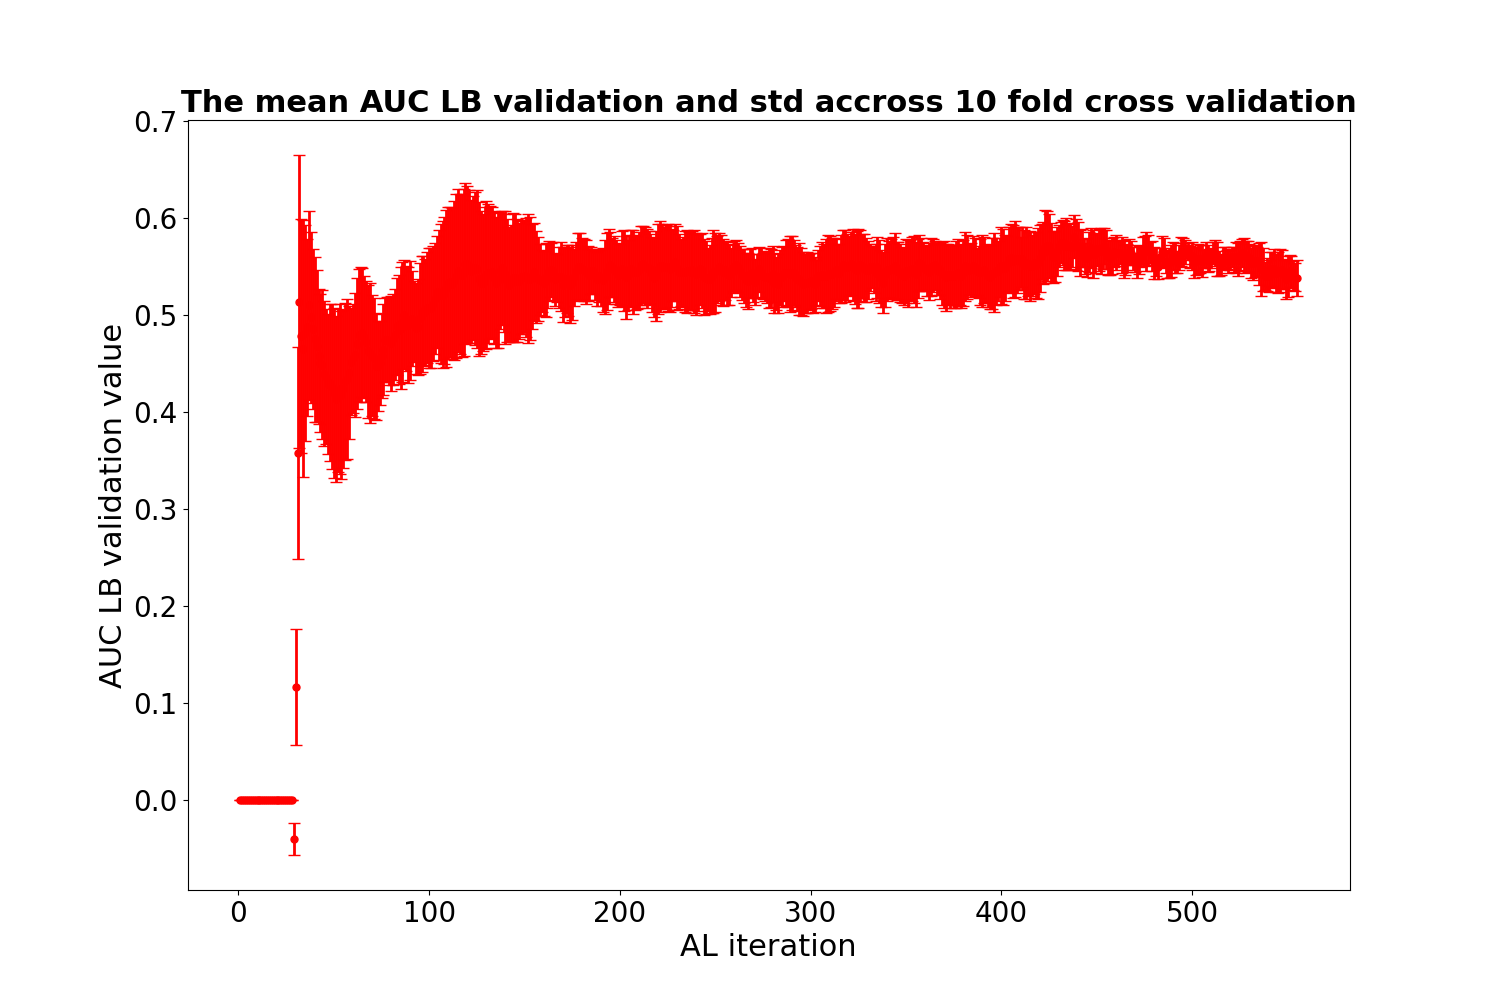 The mean AUC LB validation and std accross 10 fold cross validation
0.7
0.6
0.5
0.4
0.3
0.2
0.1
0.0
AUC LB validation value
0 100 200 300 400 500
AL iteration